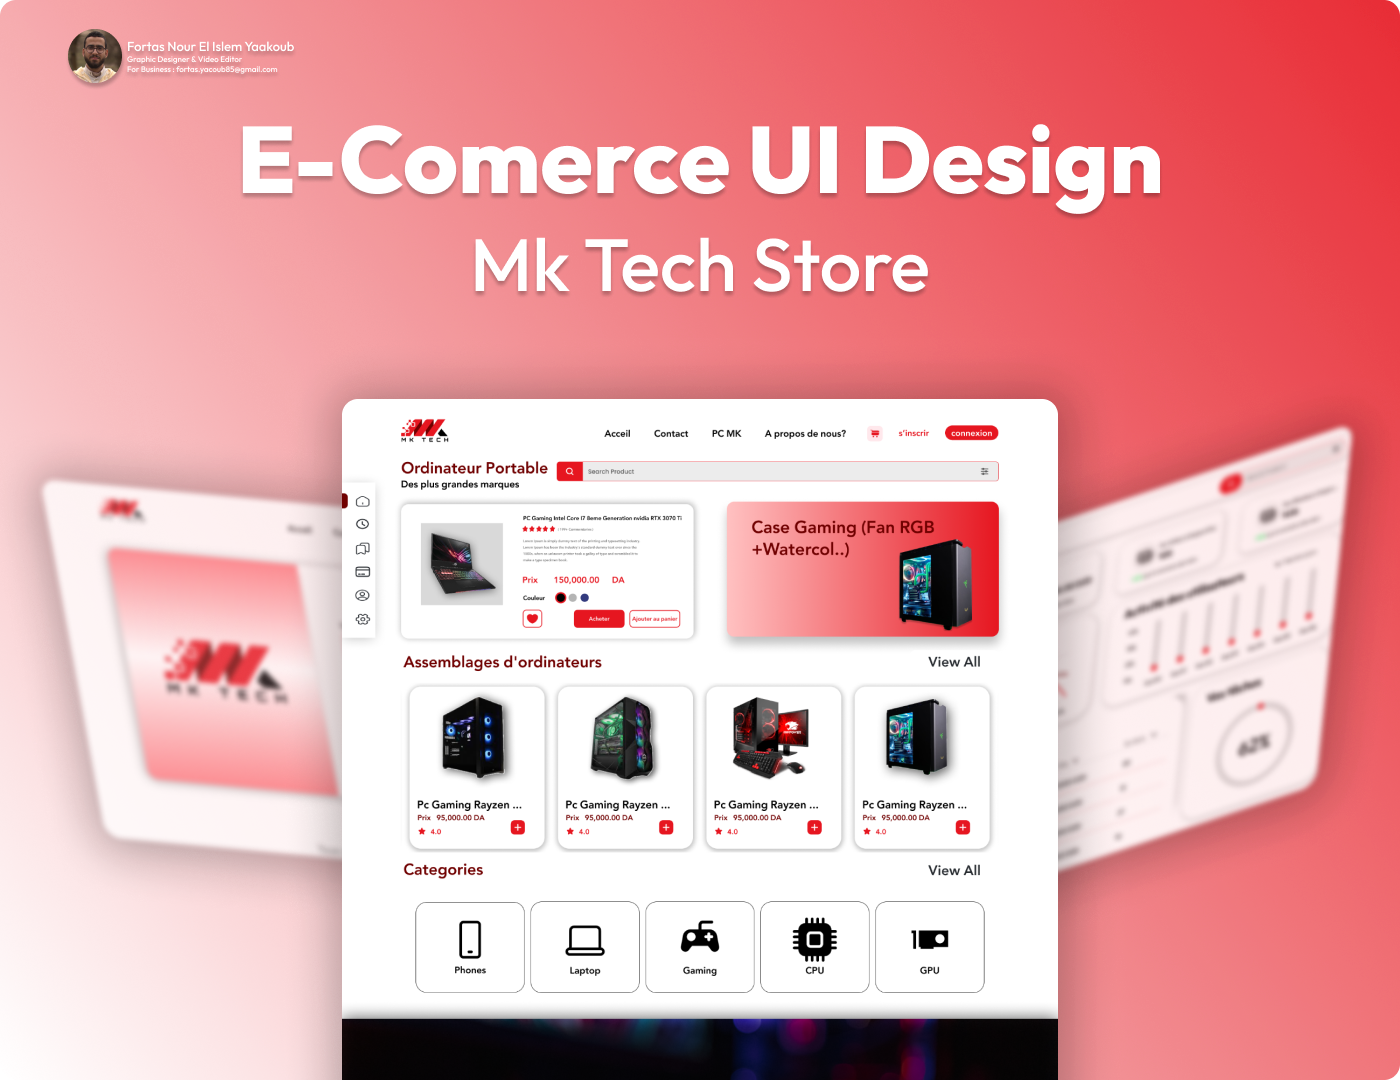 Fortas Nour El Islem Yaakoub
Graphic Designer & Video Editor
For Business : fortas.yacoub85@gmail.com
E-Comerce UI Design
Mk Tech Store
MK TECH
Acceil
Contact
PC MK
A propos de nous?
s'inscrir
connexion
Ordinateur Portable
Des plus grandes marques
Search Product
PC Gaming Intel Core I7 8eme Generation nvidia RTX 3070 Ti
Prix 150,000.00 DA
Couleur
Acheter
Ajouter au panier
Case Gaming (Fan RGB
+Watercol..)
Assemblages d'ordinateurs
View All
Pc Gaming Rayzen ...
Prix 95,000.00 DA
4.0
Pc Gaming Rayzen ...
Prix 95,000.00 DA
4.0
Pc Gaming Rayzen ...
Prix 95,000.00 DA
4.0
Pc Gaming Rayzen ...
Prix 95,000.00 DA
4.0
Categories
View All
Phones
Laptop
Gaming
CPU
GPU
MK TECH
Activité des utilisateurs
62%